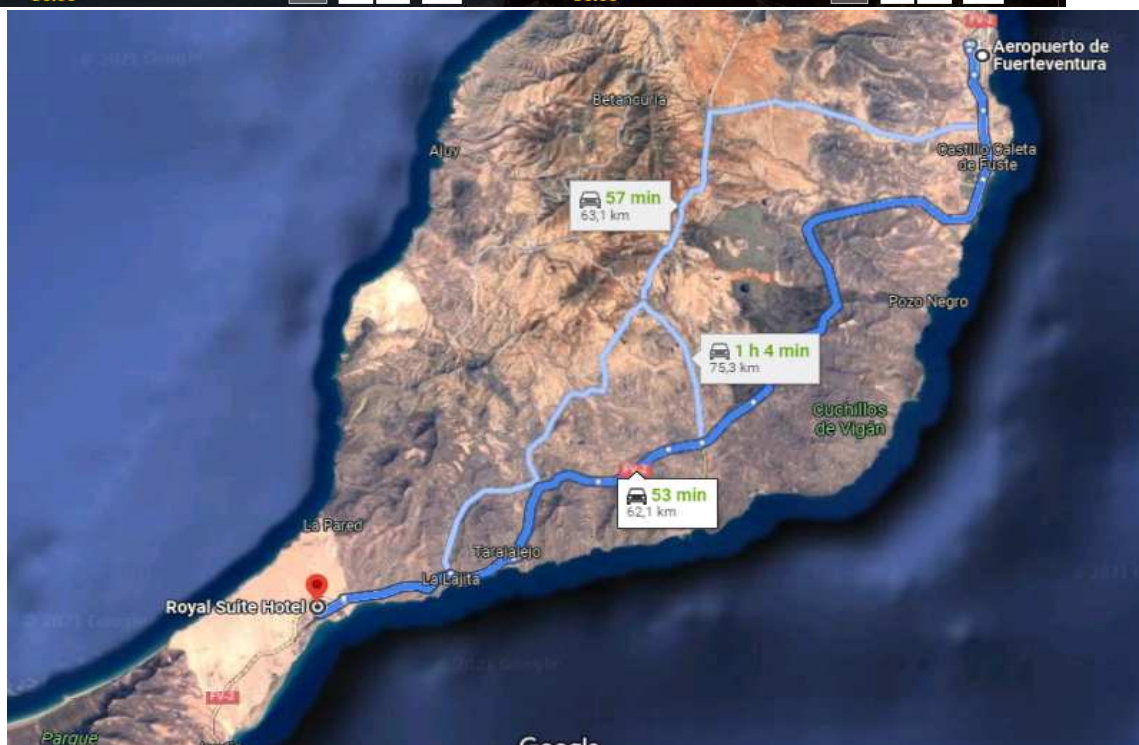 Aeropuerto de
Fuerteventura
Betancuria
Ajuy
Castillo Caleta
de Fuste
57 min
63,1 km
Pozo Negro
1 h 4 min
75,3 km
Cuchillos
de Vigán
53 min
62,1 km
La Pared
Tarajalejo
La Lajita
Royal Suite Hotel
FV-3
Parque
Google